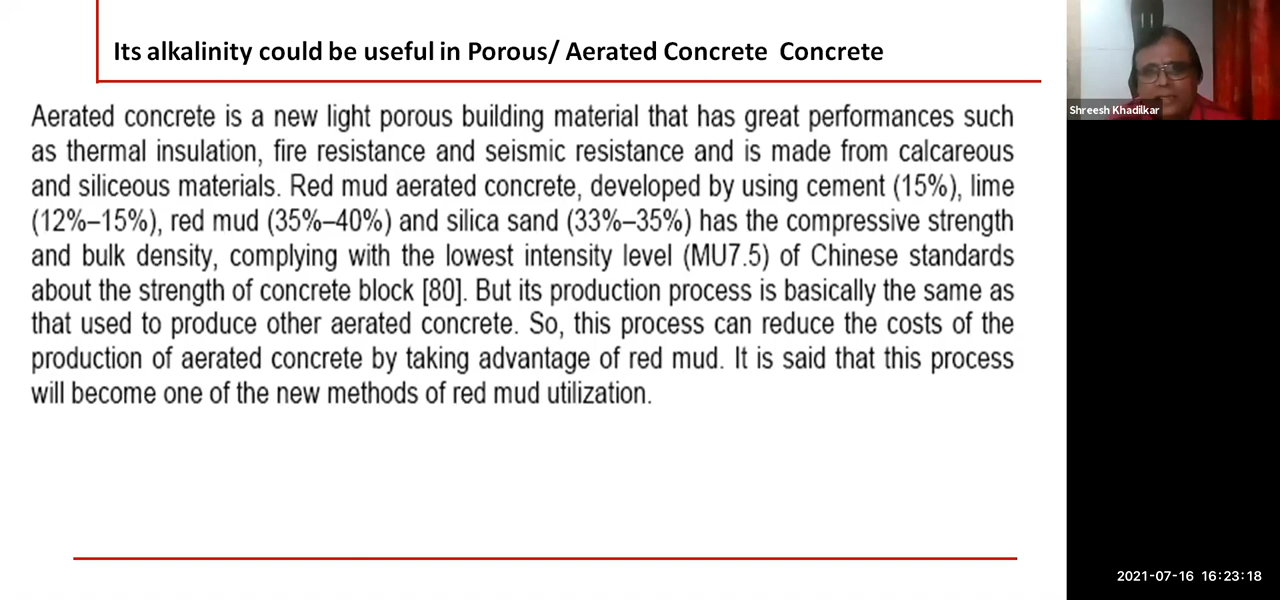 Its alkalinity could be useful in Porous/ Aerated Concrete  Concrete
Aerated concrete is a new light porous building material that has great performances such
as thermal insulation, fire resistance and seismic resistance and is made from calcareous
and siliceous materials. Red mud aerated concrete, developed by using cement (15%), lime
(12%–15%), red mud (35%–40%) and silica sand (33%–35%) has the compressive strength
and bulk density, complying with the lowest intensity level (MU7.5) of Chinese standards
about the strength of concrete block [80]. But its production process is basically the same as
that used to produce other aerated concrete. So, this process can reduce the costs of the
production of aerated concrete by taking advantage of red mud. It is said that this process
will become one of the new methods of red mud utilization.
Shreesh Khadilkar
2021-07-16 16:23:18